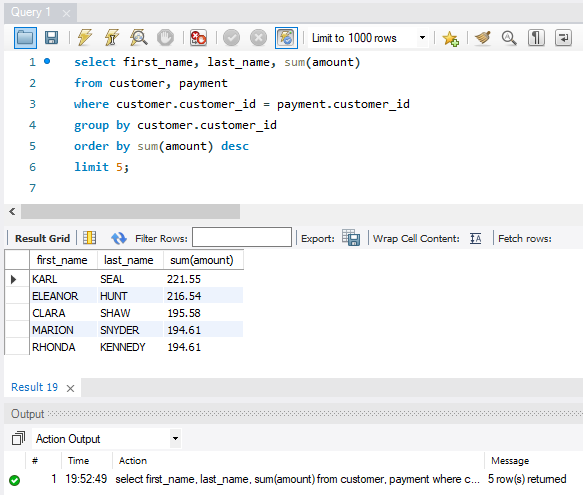 Query 1
Limit to 1000 rows
1 select first_name, last_name, sum(amount)
2 from customer, payment
3 where customer.customer_id = payment.customer_id
4 group by customer.customer_id
5 order by sum(amount) desc
6 limit 5;
7
Result Grid Filter Rows: Export: Wrap Cell Content: Fetch rows:
first_name last_name sum(amount)
KARL SEAL 221.55
ELEANOR HUNT 216.54
CLARA SHAW 195.58
MARION SNYDER 194.61
RHONDA KENNEDY 194.61
Result 19
Output
Action Output
# Time Action Message
1 19:52:49 select first_name, last_name, sum(amount) from customer, payment where c... 5 row(s) returned